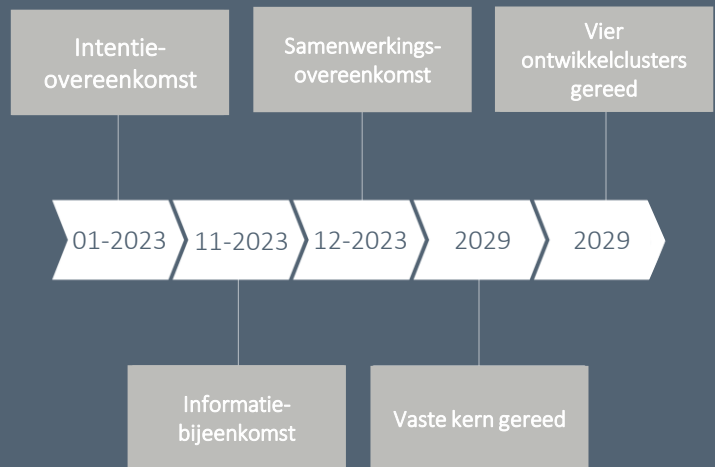 Intentie-
overeenkomst
Samenwerkings-
overeenkomst
Vier
ontwikkelclusters
gereed
01-2023
11-2023
12-2023
2029
2029
Informatie-
bijeenkomst
Vaste kern gereed